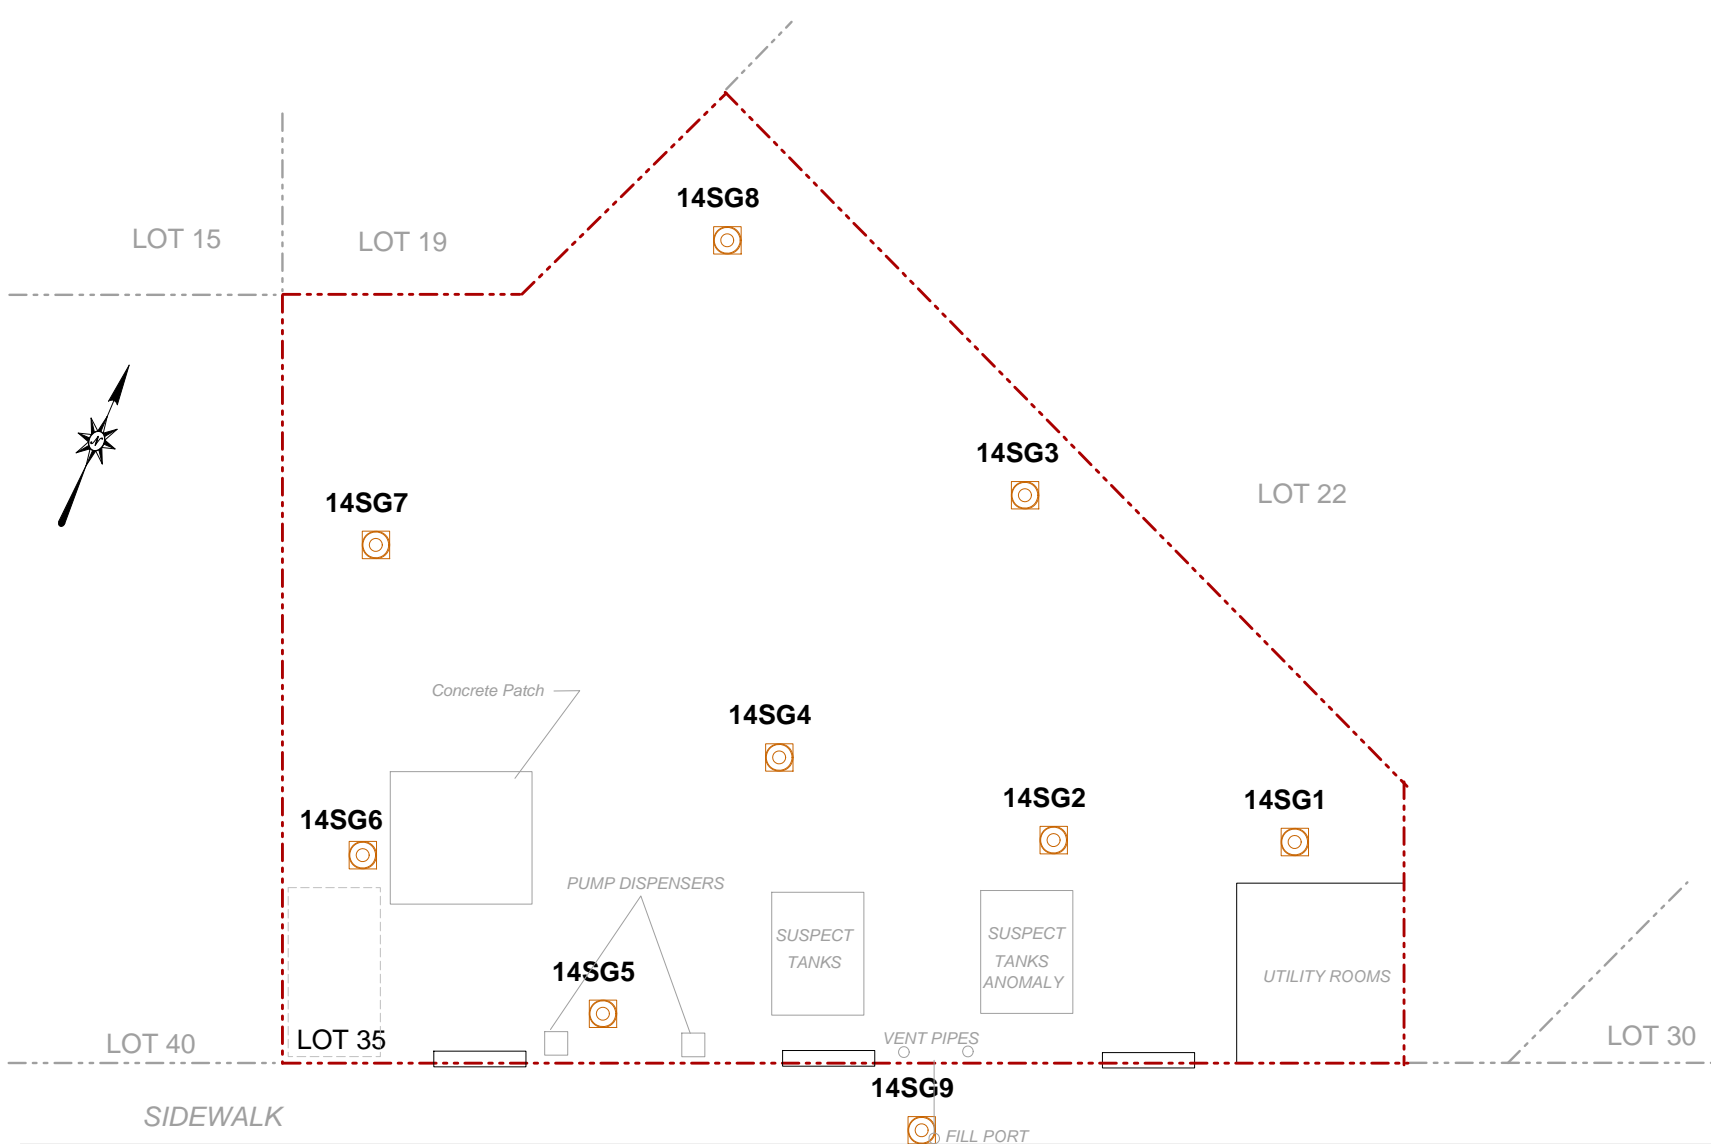 14SG8
LOT 15
LOT 19
N
14SG3
14SG7
LOT 22
Concrete Patch
14SG4
14SG2
14SG1
14SG6
PUMP DISPENSERS
SUSPECT
TANKS
SUSPECT
TANKS
ANOMALY
14SG5
UTILITY ROOMS
LOT 40
LOT 35
VENT PIPES
LOT 30
14SG9
SIDEWALK
FILL PORT